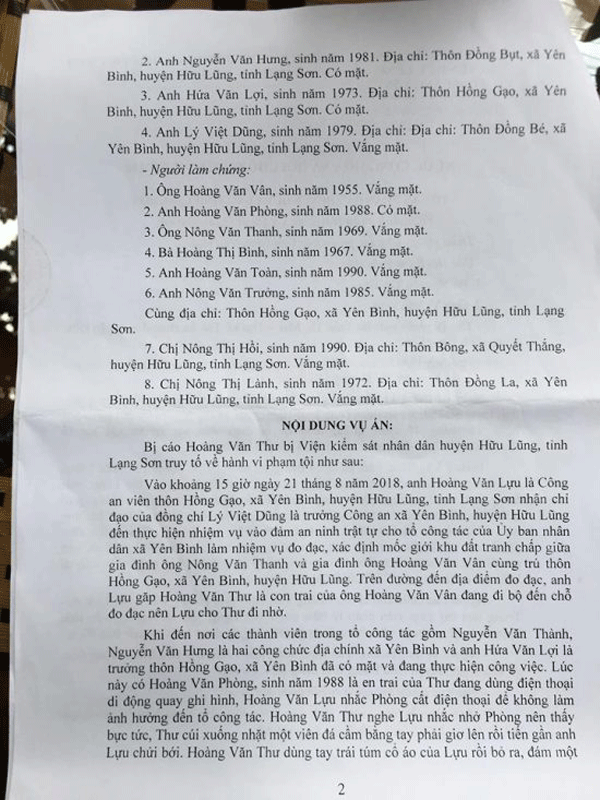 2. Anh Nguyễn Văn Hưng, sinh năm 1981. Địa chỉ: Thôn Đồng Bụt, xã Yên
Bình, huyện Hữu Lũng, tỉnh Lạng Sơn. Có mặt.
3. Anh Hứa Văn Lợi, sinh năm 1973. Địa chỉ: Thôn Hồng Gạo, xã Yên
Bình, huyện Hữu Lũng, tỉnh Lạng Sơn. Có mặt.
4. Anh Lý Việt Dũng, sinh năm 1979. Địa chỉ: Địa chỉ: Thôn Đồng Bé, xã
Yên Bình, huyện Hữu Lũng, tỉnh Lạng Sơn. Vắng mặt.
- Người làm chứng:
1. Ông Hoàng Văn Vân, sinh năm 1955. Vắng mặt.
2. Anh Hoàng Văn Phòng, sinh năm 1988. Có mặt.
3. Ông Nông Văn Thanh, sinh năm 1969. Vắng mặt.
4. Bà Hoàng Thị Bình, sinh năm 1967. Vắng mặt.
5. Anh Hoàng Văn Toàn, sinh năm 1990. Vắng mặt.
6. Anh Nông Văn Trưởng, sinh năm 1985. Vắng mặt.
Cùng địa chỉ: Thôn Hồng Gạo, xã Yên Bình, huyện Hữu Lũng, tỉnh Lạng
Sơn.
7. Chị Nông Thị Hồi, sinh năm 1990. Địa chỉ: Thôn Bông, xã Quyết Thắng,
huyện Hữu Lũng, tỉnh Lạng Sơn. Vắng mặt.
8. Chị Nông Thị Lành, sinh năm 1972. Địa chỉ: Thôn Đồng La, xã Yên
Bình, huyện Hữu Lũng, tỉnh Lạng Sơn. Vắng mặt.
NỘI DUNG VỤ ÁN:
Bị cáo Hoàng Văn Thư bị Viện kiểm sát nhân dân huyện Hữu Lũng, tỉnh
Lạng Sơn truy tố về hành vi phạm tội như sau:
Vào khoảng 15 giờ ngày 21 tháng 8 năm 2018, anh Hoàng Văn Lựu là Công
an viên thôn Hồng Gạo, xã Yên Bình, huyện Hữu Lũng, tỉnh Lạng Sơn nhận chỉ
đạo của đồng chí Lý Việt Dũng là trưởng Công an xã Yên Bình, huyện Hữu Lũng
đến thực hiện nhiệm vụ vào đảm an ninh trật tự cho tổ công tác của Ủy ban nhân
dân xã Yên Bình làm nhiệm vụ đo đạc, xác định mốc giới khu đất tranh chấp giữa
gia đình ông Nông Văn Thanh và gia đình ông Hoàng Văn Vân cùng trú thôn
Hồng Gạo, xã Yên Bình, huyện Hữu Lũng. Trên đường đến địa điểm đo đạc, anh
Lựu gặp Hoàng Văn Thư là con trai của ông Hoàng Văn Vân đang đi bộ đến chỗ
đo đạc nên Lựu cho Thư đi nhờ.
Khi đến nơi các thành viên trong tổ công tác gồm Nguyễn Văn Thành,
Nguyễn Văn Hưng là hai công chức địa chính xã Yên Bình và anh Hứa Văn Lợi là
trưởng thôn Hồng Gạo, xã Yên Bình đã có mặt và đang thực hiện công việc. Lúc
này có Hoàng Văn Phòng, sinh năm 1988 là en trai của Thư đang dùng điện thoại
di động quay ghi hình, Hoàng Văn Lựu nhắc Phòng cất điện thoại để không làm
ảnh hưởng đến tổ công tác. Hoàng Văn Thư nghe Lựu nhắc nhở Phòng nên thấy
bực tức, Thư cúi xuống nhặt một viên đá cầm bằng tay phải giơ lên rồi tiến gần anh
Lựu chửi bới. Hoàng Văn Thư dùng tay trái túm cổ áo của Lựu rồi bỏ ra, đám một
2